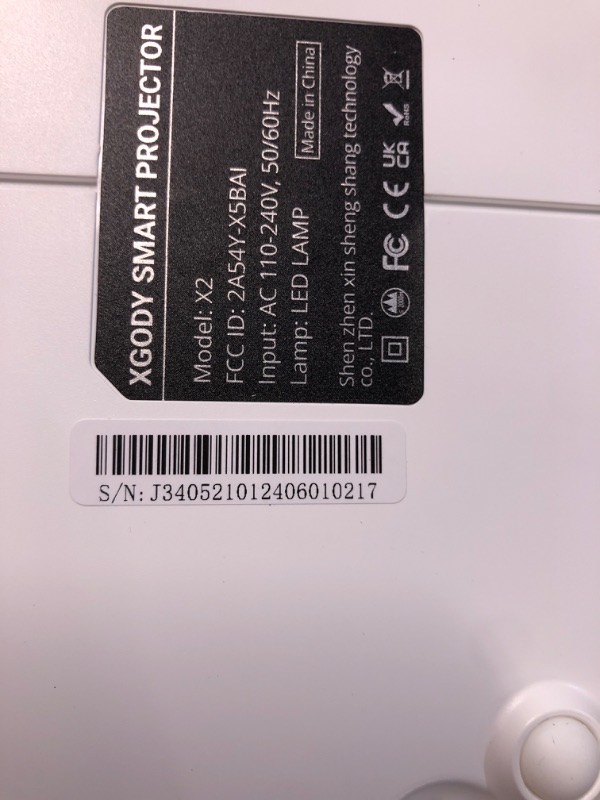 XGODY SMART PROJECTOR
Model: X2
FCC ID: 2A54Y-X5BAI
Input: AC 110-240V, 50/60Hz
Lamp: LED LAMP
Made in China
Shen zhen xin sheng shang technology
co., LTD.
FC CE UK CA RoHS
S/N: J340521012406010217